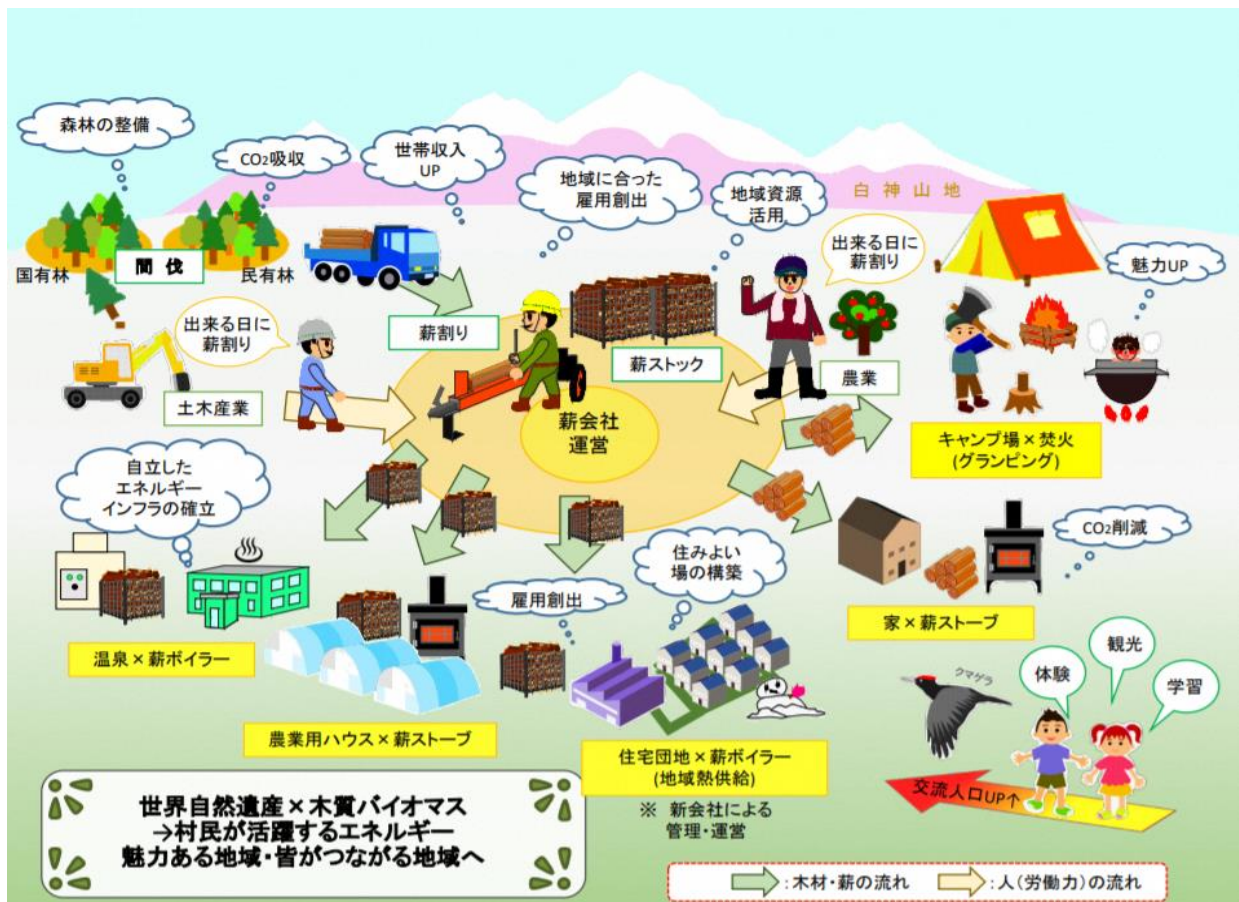 森林の整備
CO2吸収
世帯収入
UP
地域に合った
雇用創出
地域資源
活用
白神山地
出来る日に
薪割り
魅力UP
国有林
間伐
民有林
出来る日に
薪割り
薪割り
薪ストック
農業
土木産業
薪会社
運営
キャンプ場×焚火
(グランピング)
自立した
エネルギー
インフラの確立
住みよい
場の構築
CO2削減
雇用創出
家×薪ストーブ
温泉×薪ボイラー
観光
体験
学習
クマゲラ
農業用ハウス×薪ストーブ
住宅団地×薪ボイラー
(地域熱供給)
※ 新会社による
管理・運営
交流人口UP↑
世界自然遺産×木質バイオマス
→村民が活躍するエネルギー
魅力ある地域・皆がつながる地域へ
:木材・薪の流れ
:人(労働力)の流れ